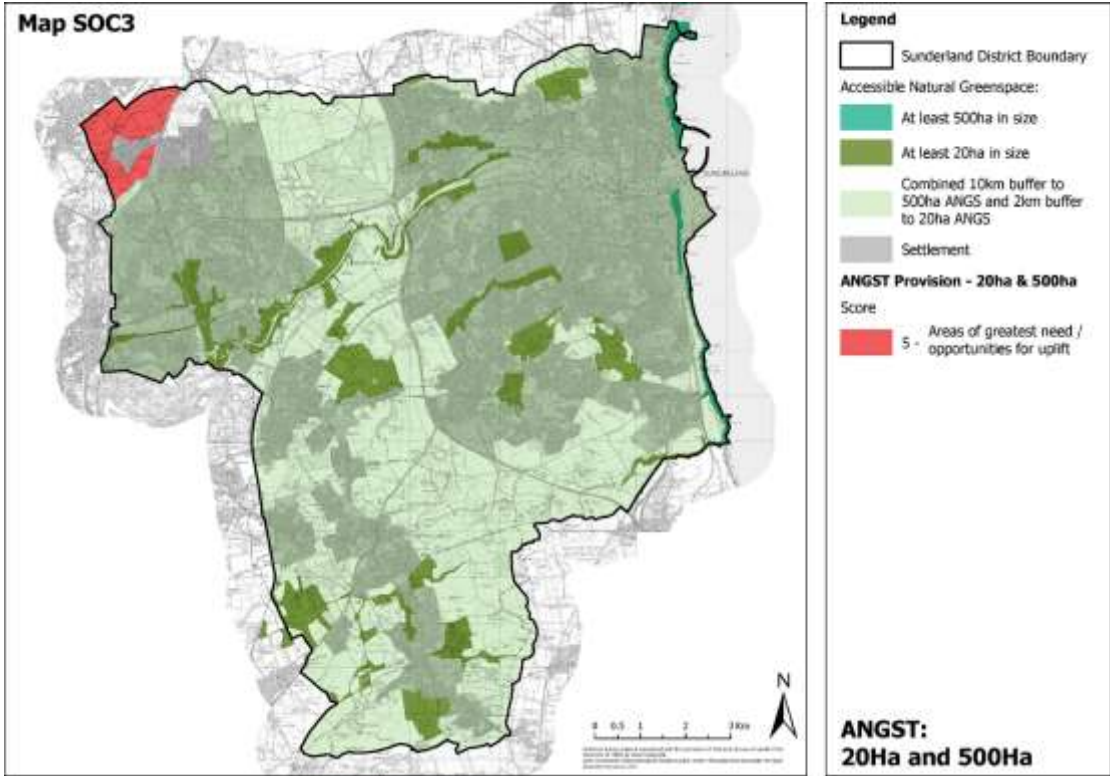 Map SOC3
SUNDERLAND
N
0 0.5 1 2 3 Km
Legend
Sunderland District Boundary
Accessible Natural Greenspace:
At least 500ha in size
At least 20ha in size
Combined 10km buffer to
500ha ANGS and 2km buffer
to 20ha ANGS
Settlement
ANGST Provision - 20ha & 500ha
Score
5 - Areas of greatest need /
opportunities for uplift
ANGST:
20Ha and 500Ha